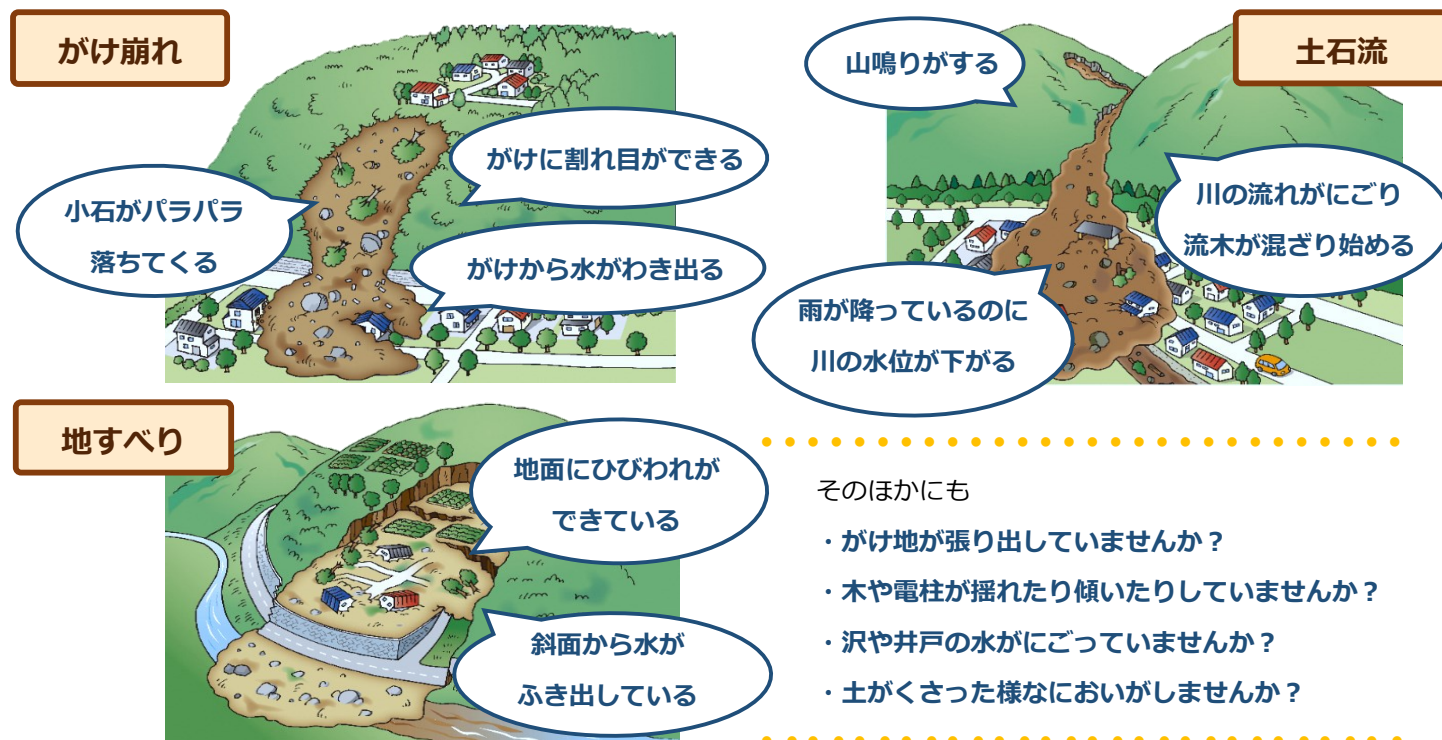 がけ崩れ
がけに割れ目ができる
小石がパラパラ
落ちてくる
がけから水がわき出る
土石流
山鳴りがする
川の流れがにごり
流木が混ざり始める
雨が降っているのに
川の水位が下がる
地すべり
地面にひびわれが
できている
斜面から水が
ふき出している
そのほかにも
・がけ地が張り出していませんか？
・木や電柱が揺れたり傾いたりしていませんか？
・沢や井戸の水がにごっていませんか？
・土がくさった様なにおいがしませんか？